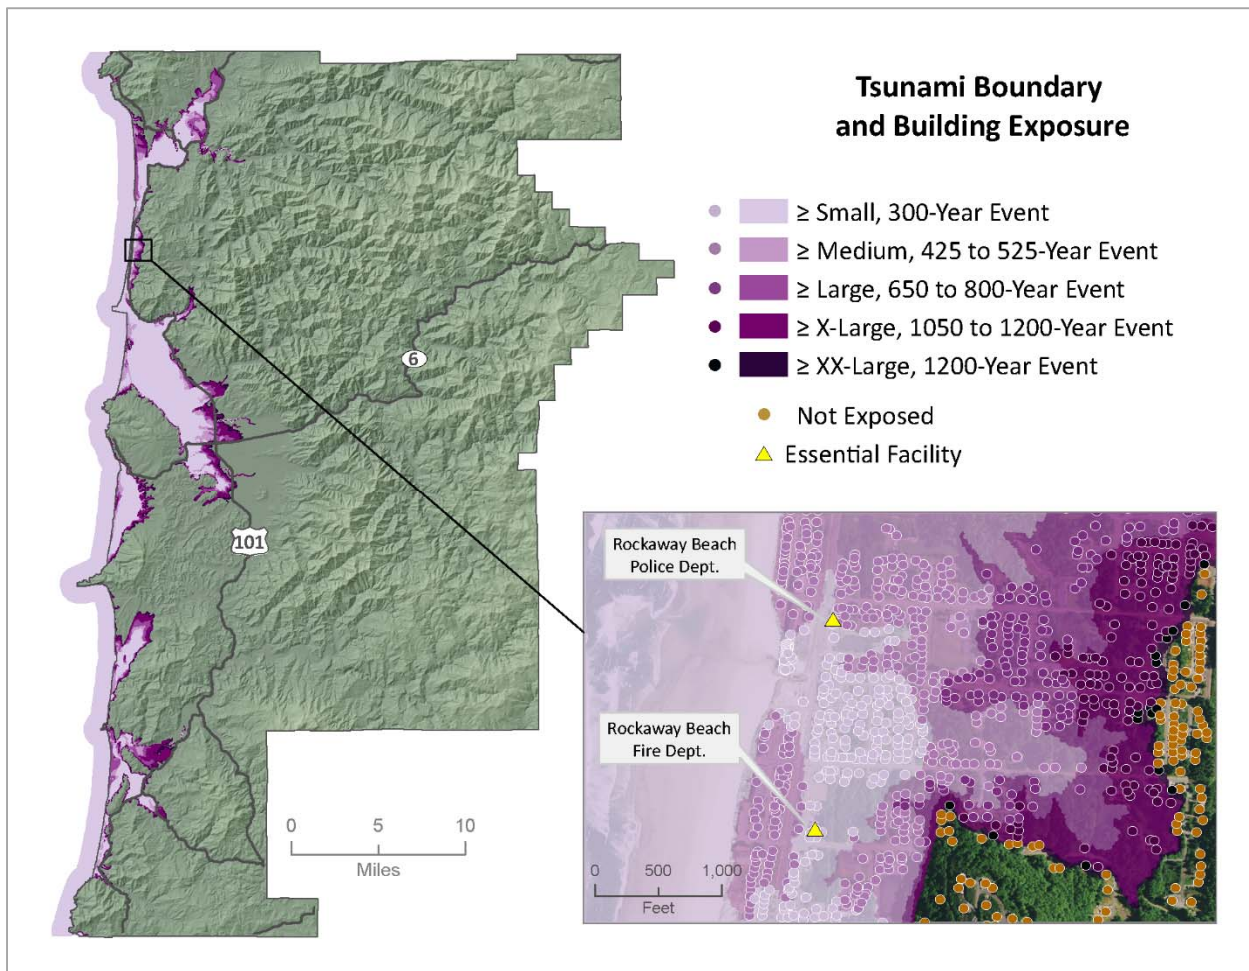 Tsunami Boundary
and Building Exposure
≥ Small, 300-Year Event
≥ Medium, 425 to 525-Year Event
≥ Large, 650 to 800-Year Event
≥ X-Large, 1050 to 1200-Year Event
≥ XX-Large, 1200-Year Event
Not Exposed
Essential Facility
6
101
0 5 10
Miles
Rockaway Beach
Police Dept.
Rockaway Beach
Fire Dept.
0 500 1,000
Feet